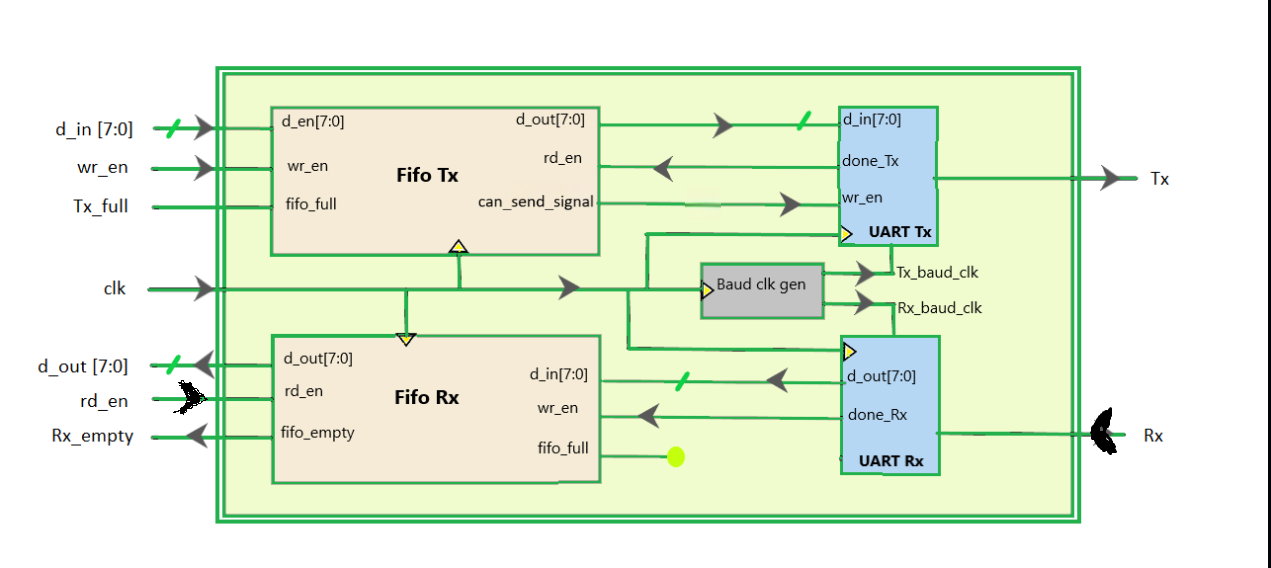 d_in [7:0]
wr_en
Tx_full
clk
d_out [7:0]
rd_en
Rx_empty
d_en[7:0]
wr_en
fifo_full
Fifo Tx
d_out[7:0]
rd_en
can_send_signal
d_in[7:0]
done_Tx
wr_en
UART Tx
Tx
Baud clk gen
Tx_baud_clk
Rx_baud_clk
d_out[7:0]
rd_en
fifo_empty
Fifo Rx
d_in[7:0]
wr_en
fifo_full
d_out[7:0]
done_Rx
UART Rx
Rx